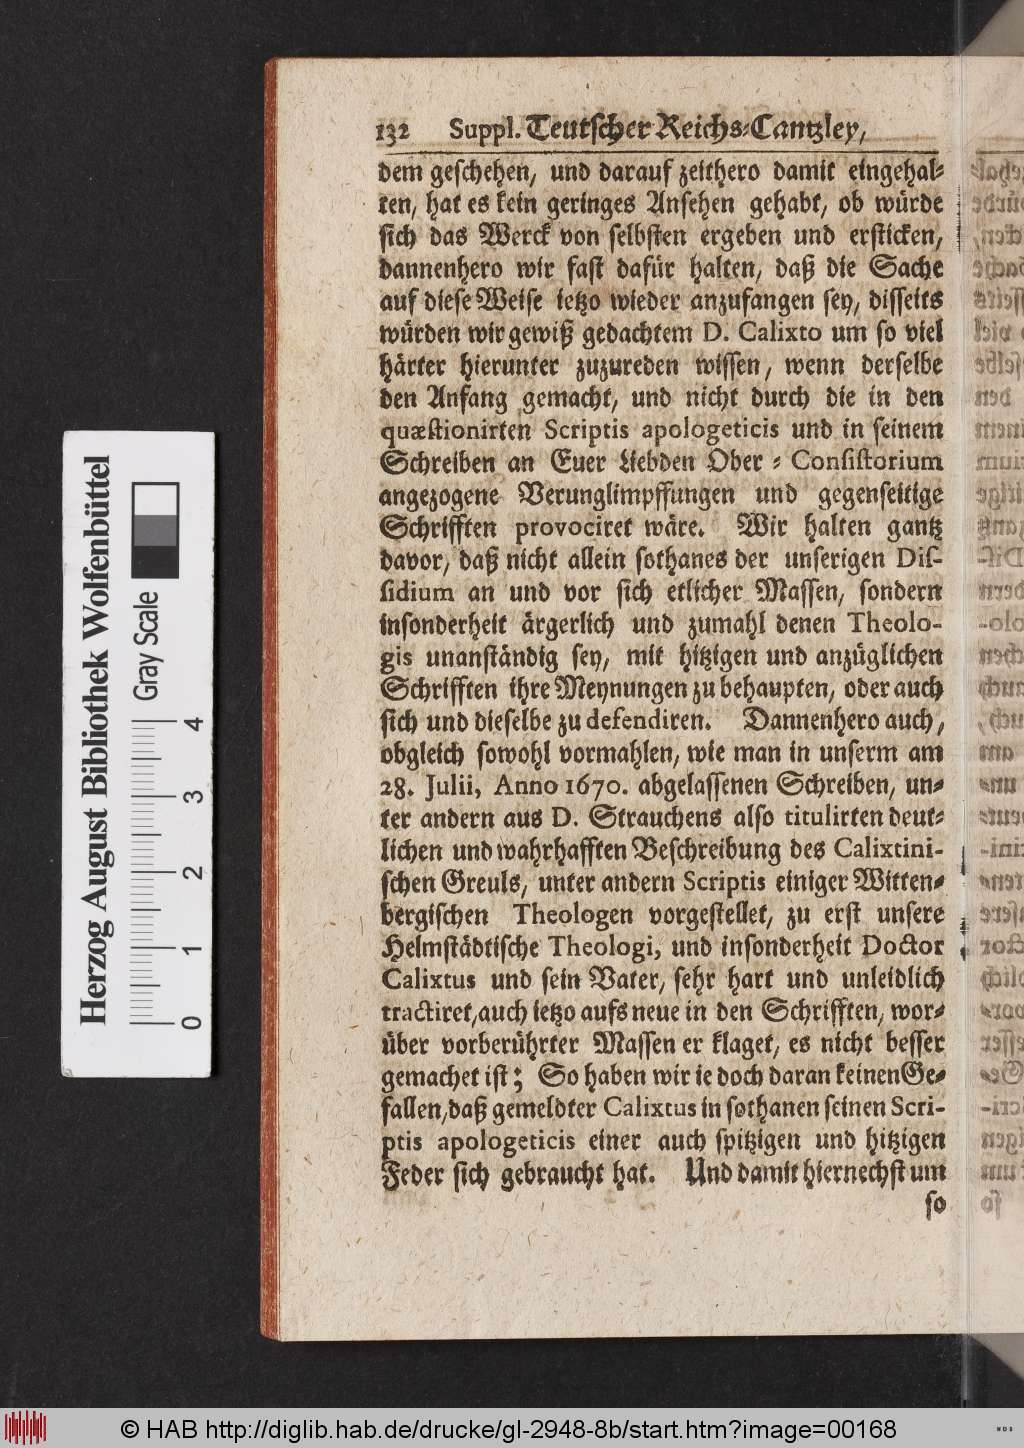 132 Suppl. Teutscher Reichs-Cantzley,
dem geschehen, und darauf zeithero damit eingehal-
ten, hat es kein geringes Ansehen gehabt, ob würde
sich das Werck von selbsten ergeben und ersticken,
dannenhero wir fast dafür halten, daß die Sache
auf diese Weise ietzo wieder anzufangen sey, disseits
würden wir gewiß gedachtem D. Calixto um so viel
härter hierunter zuzureden wissen, wenn derselbe
den Anfang gemacht, und nicht durch die in den
quæstionirten Scriptis apologeticis und in seinem
Schreiben an Euer Liebden Ober-Consistorium
angezogene Verunglimpffungen und gegenseitige
Schrifften provociret wäre. Wir halten gantz
davor, daß nicht allein sothanes der unserigen Dis-
sidium an und vor sich etlicher Massen, sondern
insonderheit ärgerlich und zumahl denen Theolo-
gis unanständig sey, mit hitzigen und anzüglichen
Schrifften ihre Meynungen zu behaupten, oder auch
sich und dieselbe zu defendiren. Dannenhero auch,
obgleich sowohl vormahlen, wie man in unserm am
28. Julii, Anno 1670. abgelassenen Schreiben, un-
ter andern aus D. Strauchens also titulirten deut-
lichen und wahrhafften Beschreibung des Calixtini-
schen Greuls, unter andern Scriptis einiger Witten-
bergischen Theologen vorgestellet, zu erst unsere
Helmstädtische Theologi, und insonderheit Doctor
Calixtus und sein Vater, sehr hart und unleidlich
tractiret, auch ietzo aufs neue in den Schrifften, wor-
über vorberührter Massen er klaget, es nicht besser
gemachet ist; So haben wir ie doch daran keinen Ge-
fallen, daß gemeldter Calixtus in sothanen seinen Scri-
ptis apologeticis einer auch spitzigen und hitzigen
Feder sich gebraucht hat. Und damit hiernechst um
so
Herzog August Bibliothek Wolfenbüttel
Gray Scale
0 1 2 3 4
© HAB http://diglib.hab.de/drucke/gl-2948-8b/start.htm?image=00168